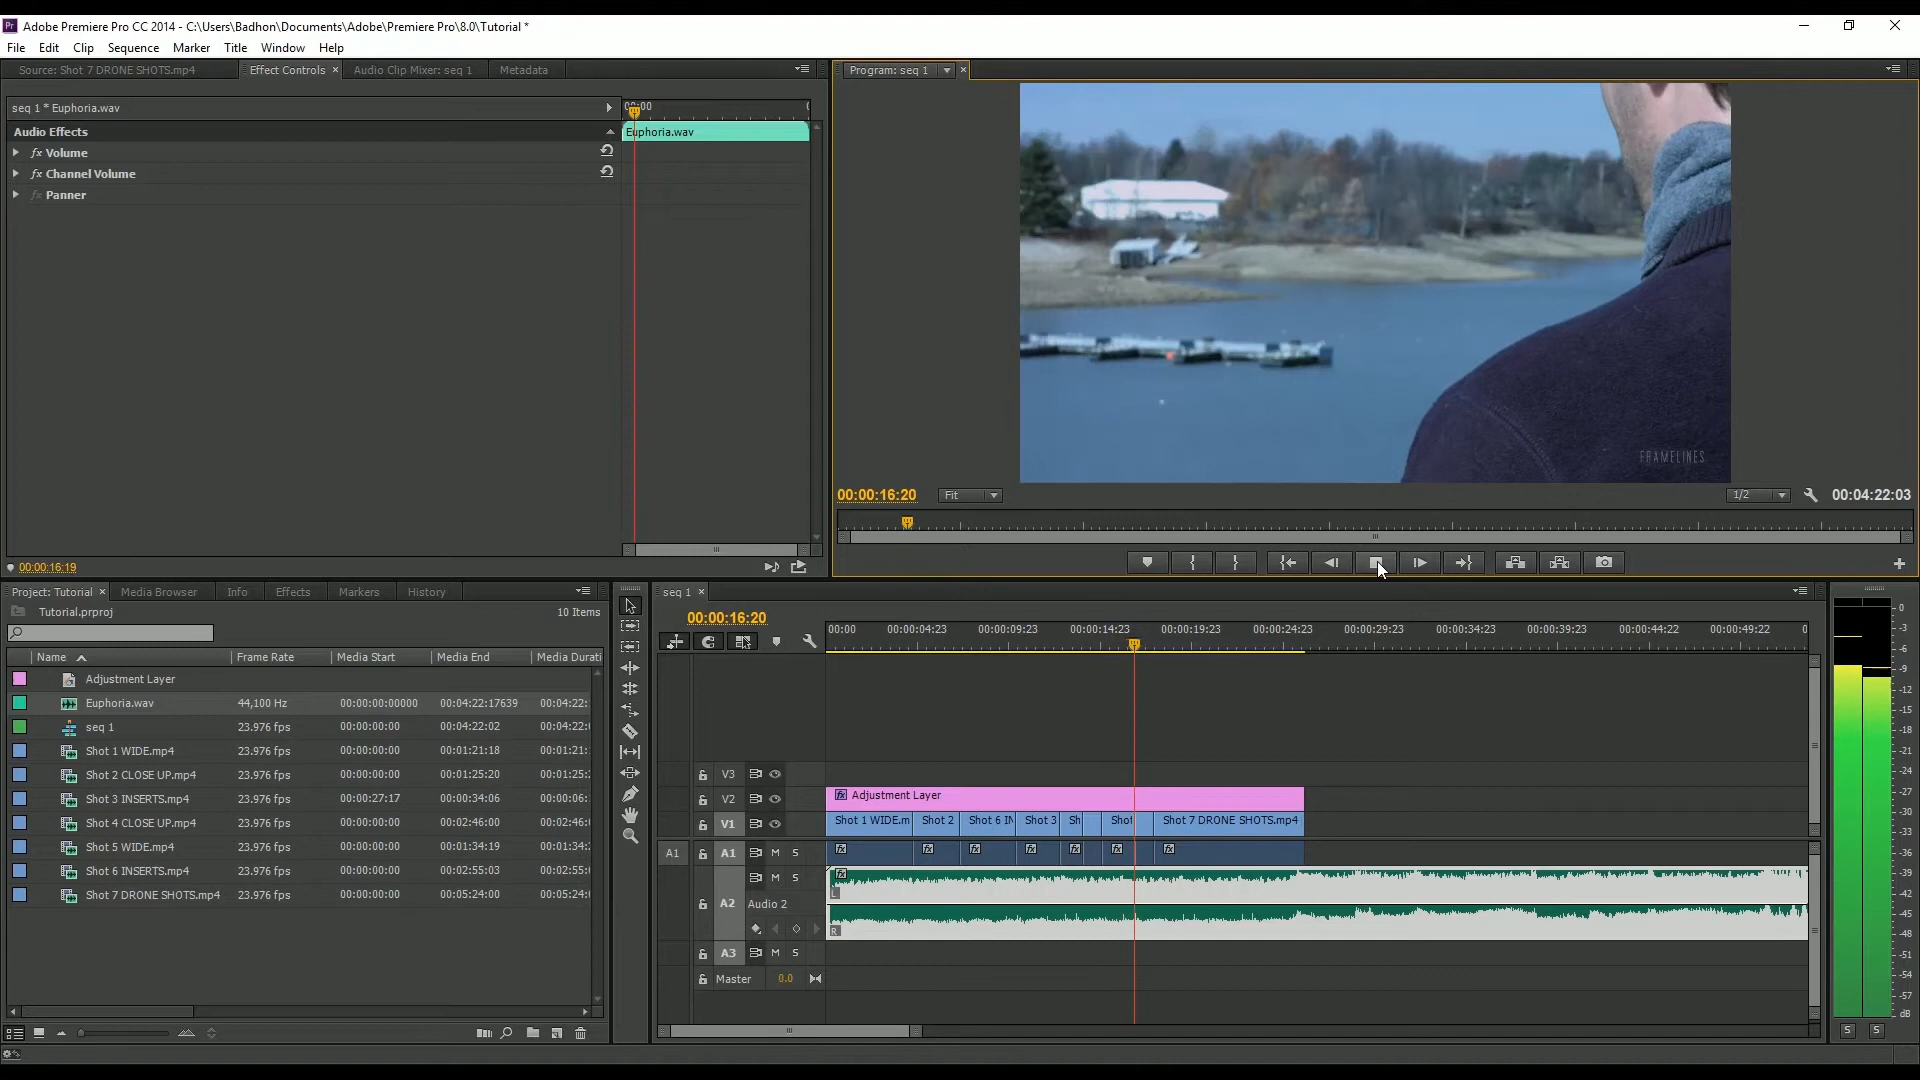 Pr Adobe Premiere Pro CC 2014 - C:\Users\Badhon\Documents\Adobe\Premiere Pro\8.0\Tutorial *
File Edit Clip Sequence Marker Title Window Help
Source: Shot 7 DRONE SHOTS.mp4 Effect Controls × Audio Clip Mixer: seq 1 Metadata
Program: seq 1 ×
seq 1 * Euphoria.wav
00:00
Audio Effects
Euphoria.wav
fx Volume
fx Channel Volume
fx Panner
FRAMELINES
00:00:16:20 Fit 1/2 00:04:22:03
00:00:16:19
Project: Tutorial × Media Browser Info Effects Markers History
Tutorial.prproj 10 Items
Name Frame Rate Media Start Media End Media Durati
Adjustment Layer
Euphoria.wav 44,100 Hz 00:00:00:00000 00:04:22:17639 00:04:22:
seq 1 23.976 fps 00:00:00:00 00:04:22:02 00:04:22:0
Shot 1 WIDE.mp4 23.976 fps 00:00:00:00 00:01:21:18 00:01:21:
Shot 2 CLOSE UP.mp4 23.976 fps 00:00:00:00 00:01:25:20 00:01:25:2
Shot 3 INSERTS.mp4 23.976 fps 00:00:27:17 00:00:34:06 00:00:06:
Shot 4 CLOSE UP.mp4 23.976 fps 00:00:00:00 00:02:46:00 00:02:46:0
Shot 5 WIDE.mp4 23.976 fps 00:00:00:00 00:01:34:19 00:01:34:
Shot 6 INSERTS.mp4 23.976 fps 00:00:00:00 00:02:55:03 00:02:55:
Shot 7 DRONE SHOTS.mp4 23.976 fps 00:00:00:00 00:05:24:00 00:05:24:
seq 1 ×
00:00:16:20
00:00 00:00:04:23 00:00:09:23 00:00:14:23 00:00:19:23 00:00:24:23 00:00:29:23 00:00:34:23 00:00:39:23 00:00:44:22 00:00:49:22 0
V3
V2 fx Adjustment Layer
V1 Shot 1 WIDE.m Shot 2 Shot 6 IN Shot 3 Sh Shot Shot 7 DRONE SHOTS.mp4
A1 A1 M S fx fx fx fx fx fx fx
M S fx
L
A2 Audio 2
R
A3 M S
Master 0.0
0
-3
-6
-9
-12
-15
-18
-21
-24
-27
-30
-33
-36
-39
-42
-45
-48
-51
-54
-57
dB
S S